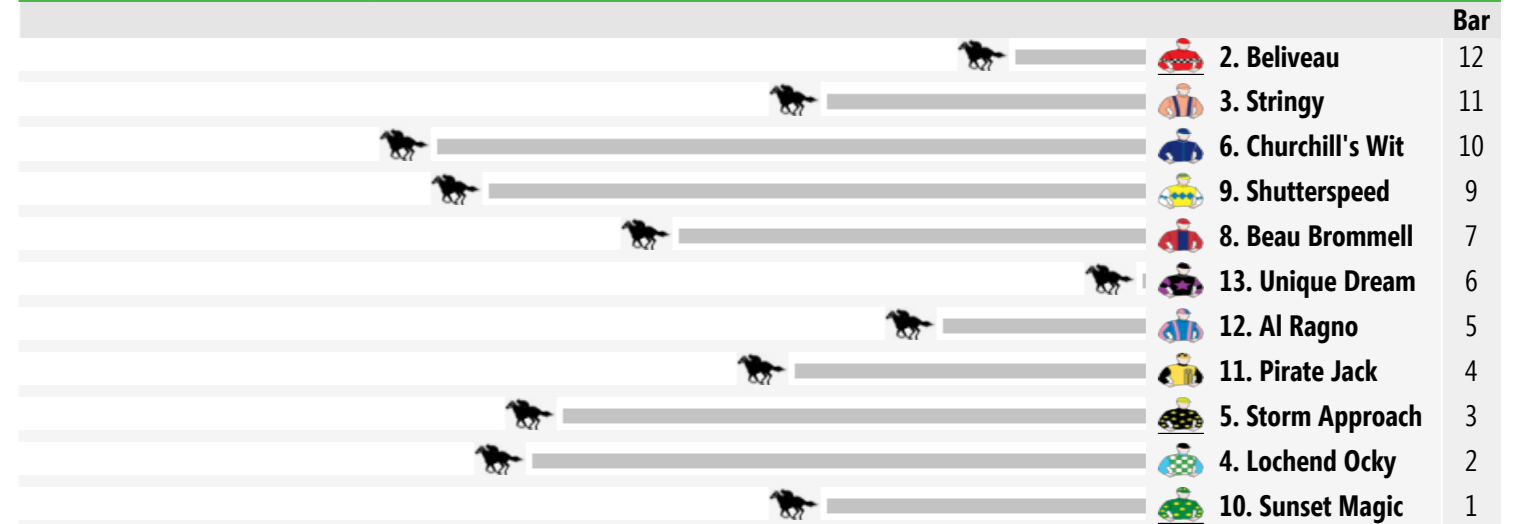 Bar
2. Beliveau 12
3. Stringy 11
6. Churchill's Wit 10
9. Shutterspeed 9
8. Beau Brommell 7
13. Unique Dream 6
12. Al Ragno 5
11. Pirate Jack 4
5. Storm Approach 3
4. Lochend Ocky 2
10. Sunset Magic 1